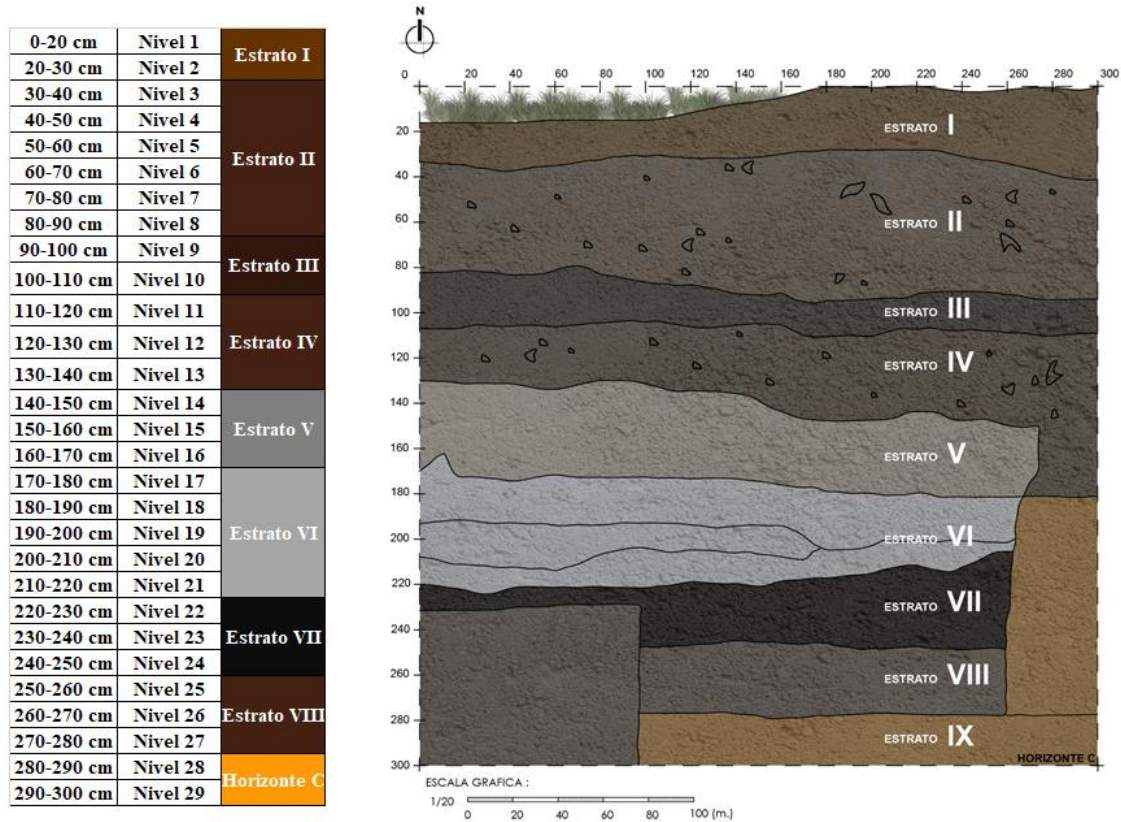 0-20 cm Nivel 1 Estrato I
20-30 cm Nivel 2
30-40 cm Nivel 3 Estrato II
40-50 cm Nivel 4
50-60 cm Nivel 5
60-70 cm Nivel 6
70-80 cm Nivel 7
80-90 cm Nivel 8
90-100 cm Nivel 9 Estrato III
100-110 cm Nivel 10
110-120 cm Nivel 11 Estrato IV
120-130 cm Nivel 12
130-140 cm Nivel 13
140-150 cm Nivel 14 Estrato V
150-160 cm Nivel 15
160-170 cm Nivel 16
170-180 cm Nivel 17 Estrato VI
180-190 cm Nivel 18
190-200 cm Nivel 19
200-210 cm Nivel 20
210-220 cm Nivel 21
220-230 cm Nivel 22 Estrato VII
230-240 cm Nivel 23
240-250 cm Nivel 24
250-260 cm Nivel 25 Estrato VIII
260-270 cm Nivel 26
270-280 cm Nivel 27
280-290 cm Nivel 28 Horizonte C
290-300 cm Nivel 29
N
0 20 40 60 80 100 120 140 160 180 200 220 240 260 300
20
40
60
80
100
120
140
160
180
200
220
240
260
280
300
ESTRATO I
ESTRATO II
ESTRATO III
ESTRATO IV
ESTRATO V
ESTRATO VI
ESTRATO VII
ESTRATO VIII
ESTRATO IX
HORIZONTE C
ESCALA GRAFICA :
1/20
0 20 40 60 80 100 (m.)